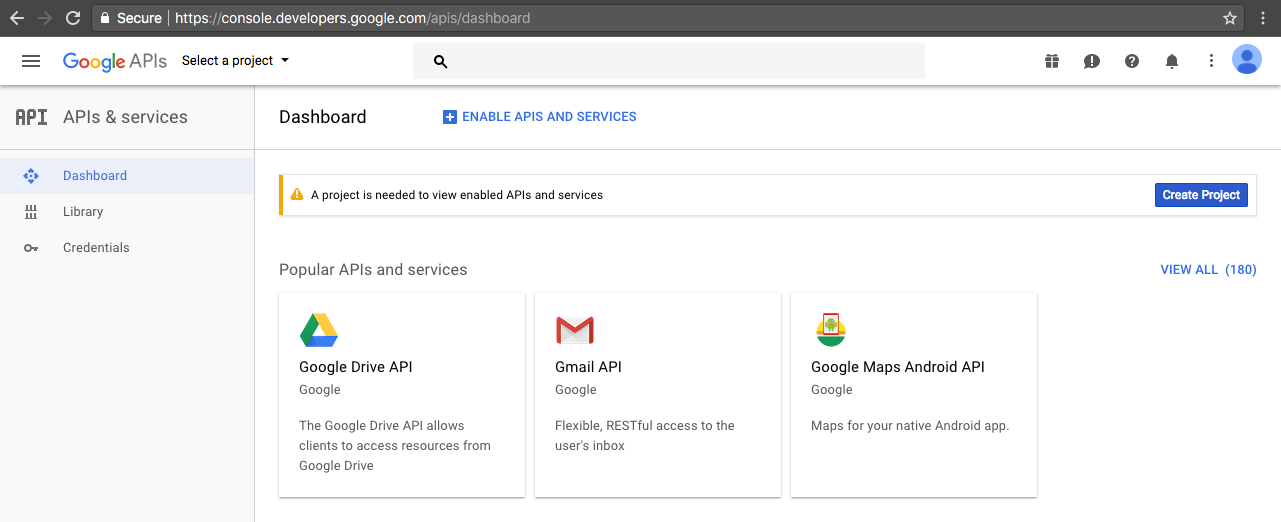 Secure | https://console.developers.google.com/apis/dashboard
Google APIs Select a project
API APIs & services
Dashboard ENABLE APIS AND SERVICES
Dashboard
Library
Credentials
A project is needed to view enabled APIs and services Create Project
Popular APIs and services VIEW ALL (180)
Google Drive API
Google
The Google Drive API allows
clients to access resources from
Google Drive
Gmail API
Google
Flexible, RESTful access to the
user's inbox
Google Maps Android API
Google
Maps for your native Android app.